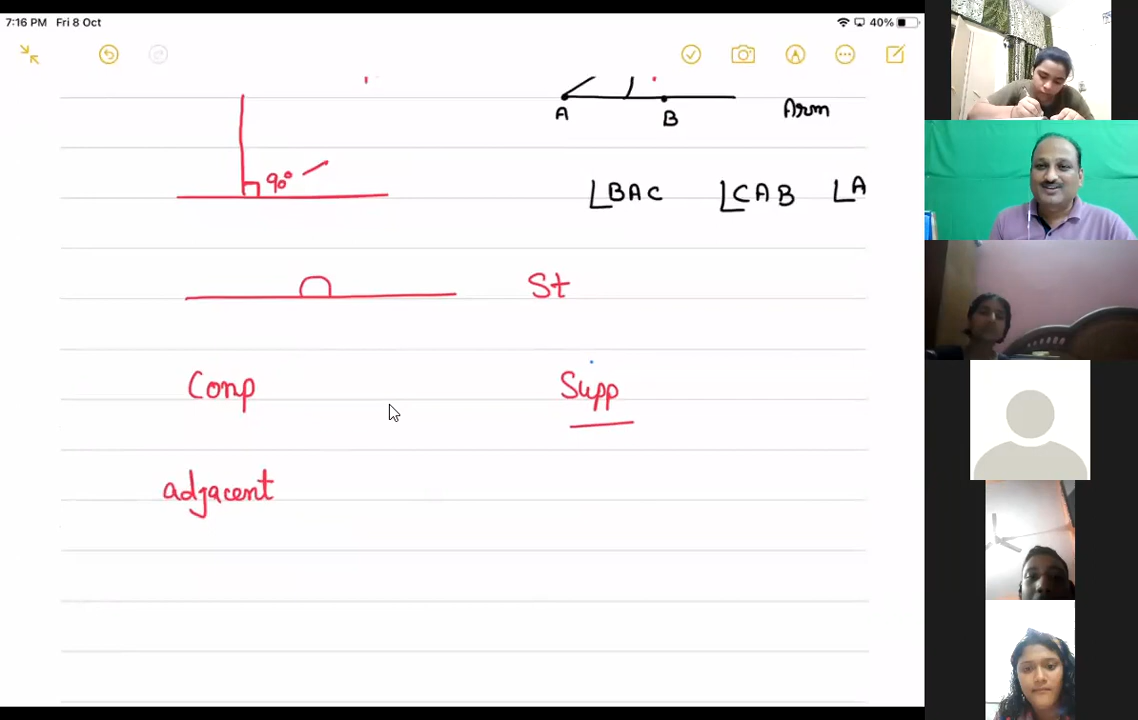 7:16 PM Fri 8 Oct 40%
A B Arm
90°
∠BAC ∠CAB ∠A
St
Comp Supp
adjacent